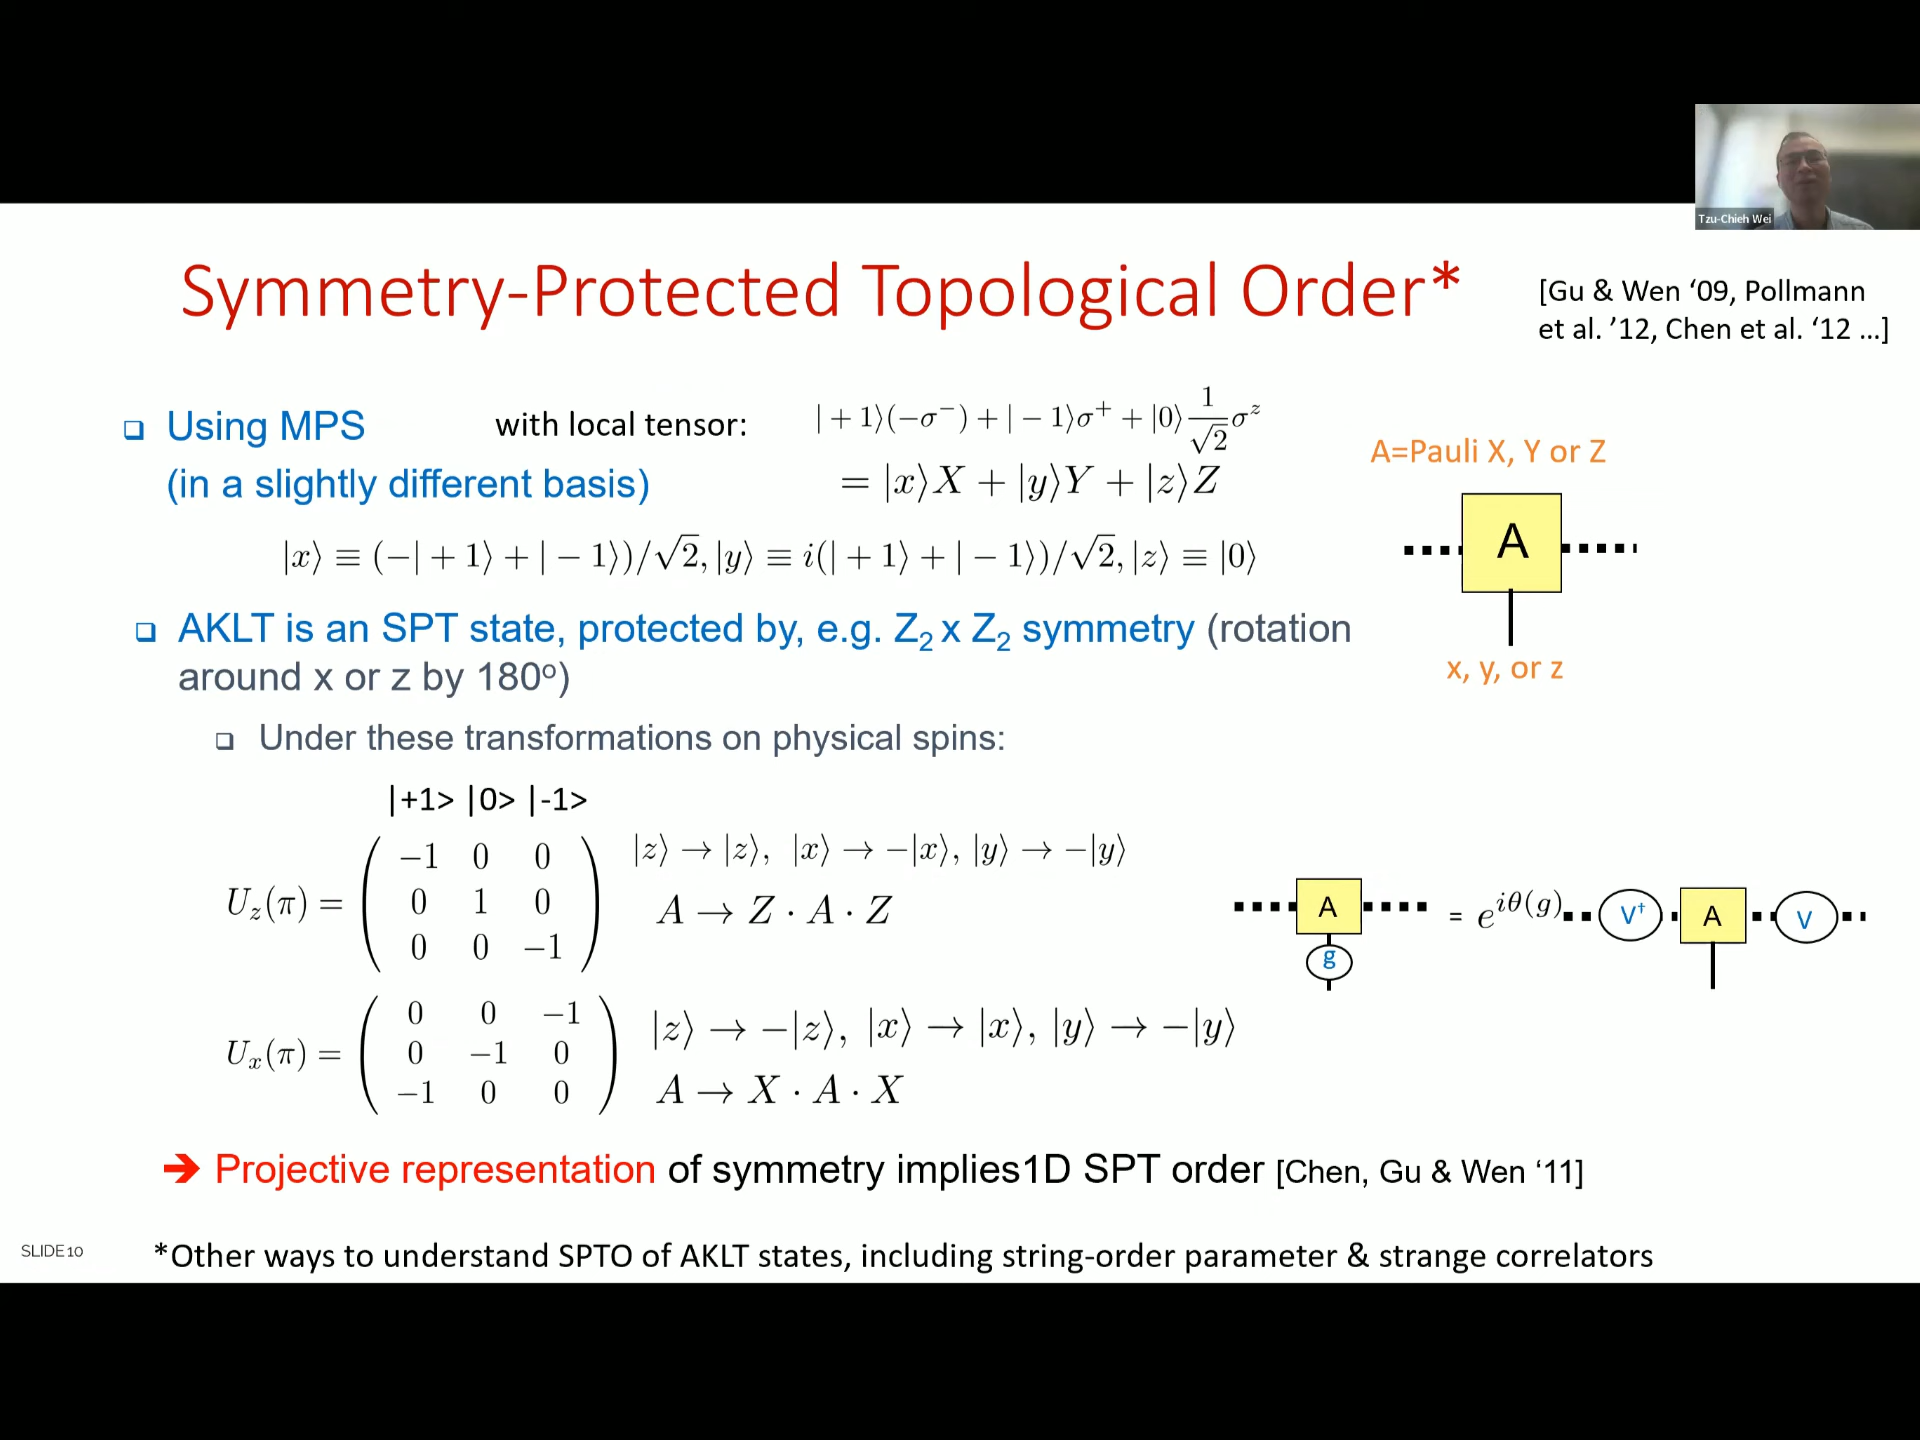 Tzu-Chieh Wei
Symmetry-Protected Topological Order*
[Gu & Wen ‘09, Pollmann
et al. ’12, Chen et al. ‘12 …]
❑ Using MPS
(in a slightly different basis)
with local tensor:
|+1⟩(−σ⁻) + |−1⟩σ⁺ + |0⟩ 1/√2 σᶻ
= |x⟩X + |y⟩Y + |z⟩Z
|x⟩ ≡ (−|+1⟩ + |−1⟩)/√2, |y⟩ ≡ i(|+1⟩ + |−1⟩)/√2, |z⟩ ≡ |0⟩
A=Pauli X, Y or Z
A
x, y, or z
❑ AKLT is an SPT state, protected by, e.g. Z₂ x Z₂ symmetry (rotation
around x or z by 180º)
❑ Under these transformations on physical spins:
|+1> |0> |-1>
U_z(π) = ( −1 0 0
0 1 0
0 0 −1 )
|z⟩ → |z⟩, |x⟩ → −|x⟩, |y⟩ → −|y⟩
A → Z · A · Z
A
g
= e^{iθ(g)} V† A V
U_x(π) = ( 0 0 −1
0 −1 0
−1 0 0 )
|z⟩ → −|z⟩, |x⟩ → |x⟩, |y⟩ → −|y⟩
A → X · A · X
➔ Projective representation of symmetry implies1D SPT order [Chen, Gu & Wen ‘11]
SLIDE10
*Other ways to understand SPTO of AKLT states, including string-order parameter & strange correlators